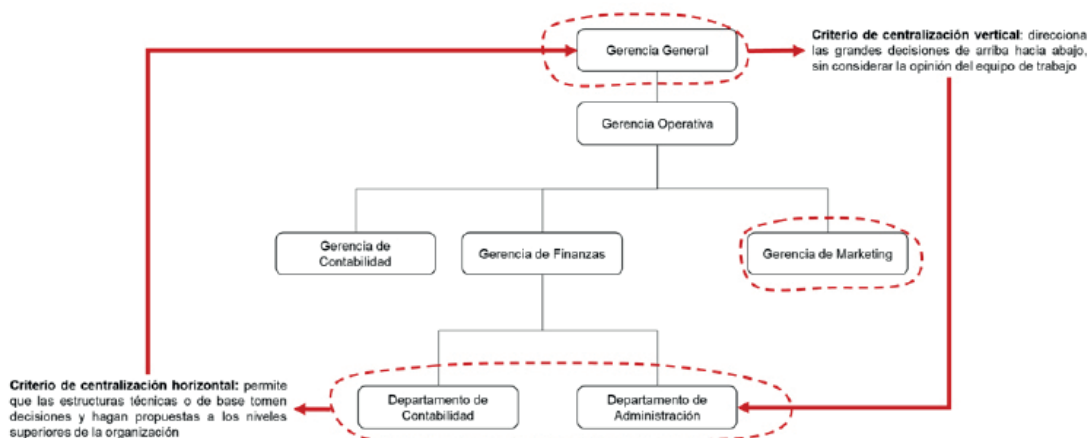 Gerencia General
Criterio de centralización vertical: direcciona
las grandes decisiones de arriba hacia abajo,
sin considerar la opinión del equipo de trabajo
Gerencia Operativa
Gerencia de
Contabilidad
Gerencia de Finanzas
Gerencia de Marketing
Criterio de centralización horizontal: permite
que las estructuras técnicas o de base tomen
decisiones y hagan propuestas a los niveles
superiores de la organización
Departamento de
Contabilidad
Departamento de
Administración